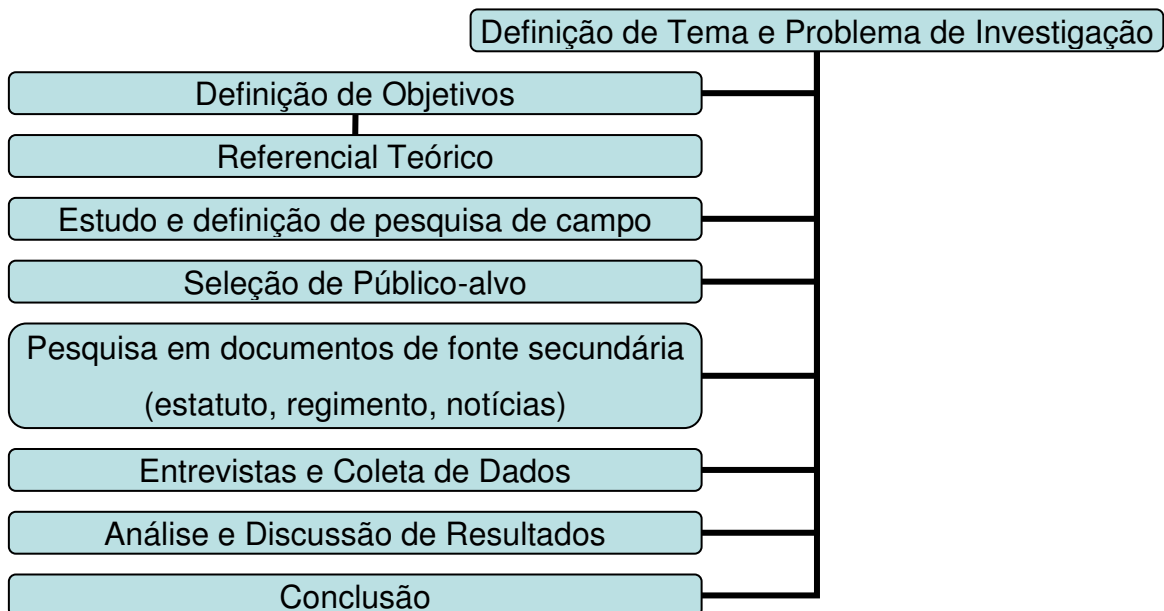 Definição de Tema e Problema de Investigação
Definição de Objetivos
Referencial Teórico
Estudo e definição de pesquisa de campo
Seleção de Público-alvo
Pesquisa em documentos de fonte secundária
(estatuto, regimento, notícias)
Entrevistas e Coleta de Dados
Análise e Discussão de Resultados
Conclusão